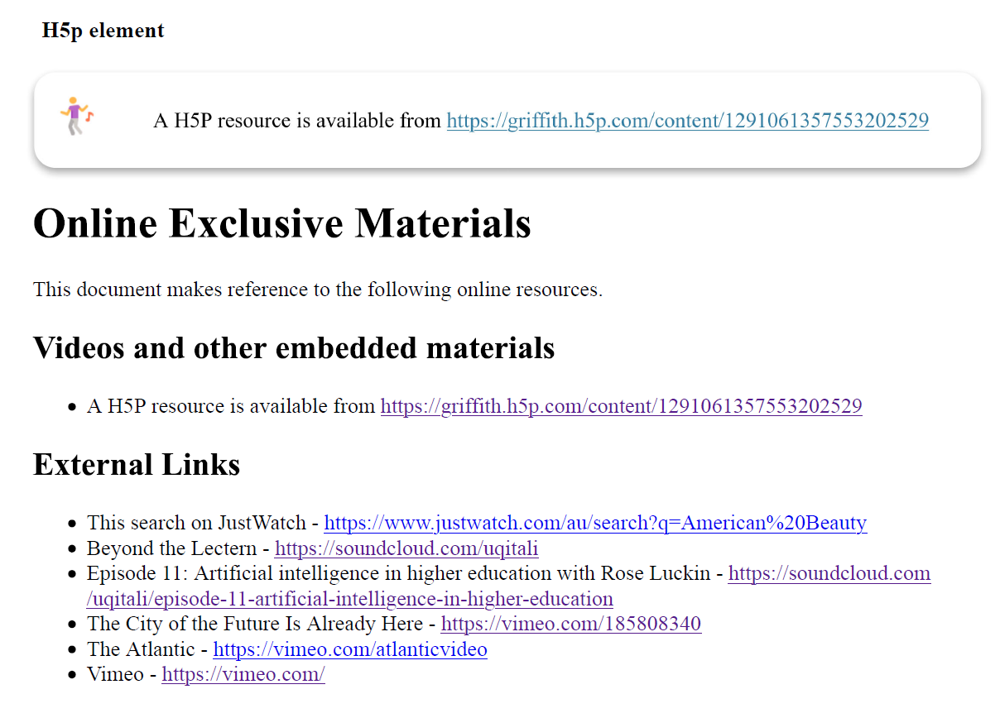 H5p element
A H5P resource is available from https://griffith.h5p.com/content/1291061357553202529
Online Exclusive Materials
This document makes reference to the following online resources.
Videos and other embedded materials
A H5P resource is available from https://griffith.h5p.com/content/1291061357553202529
External Links
This search on JustWatch - https://www.justwatch.com/au/search?q=American%20Beauty
Beyond the Lectern - https://soundcloud.com/uqitali
Episode 11: Artificial intelligence in higher education with Rose Luckin - https://soundcloud.com
/uqitali/episode-11-artificial-intelligence-in-higher-education
The City of the Future Is Already Here - https://vimeo.com/185808340
The Atlantic - https://vimeo.com/atlanticvideo
Vimeo - https://vimeo.com/